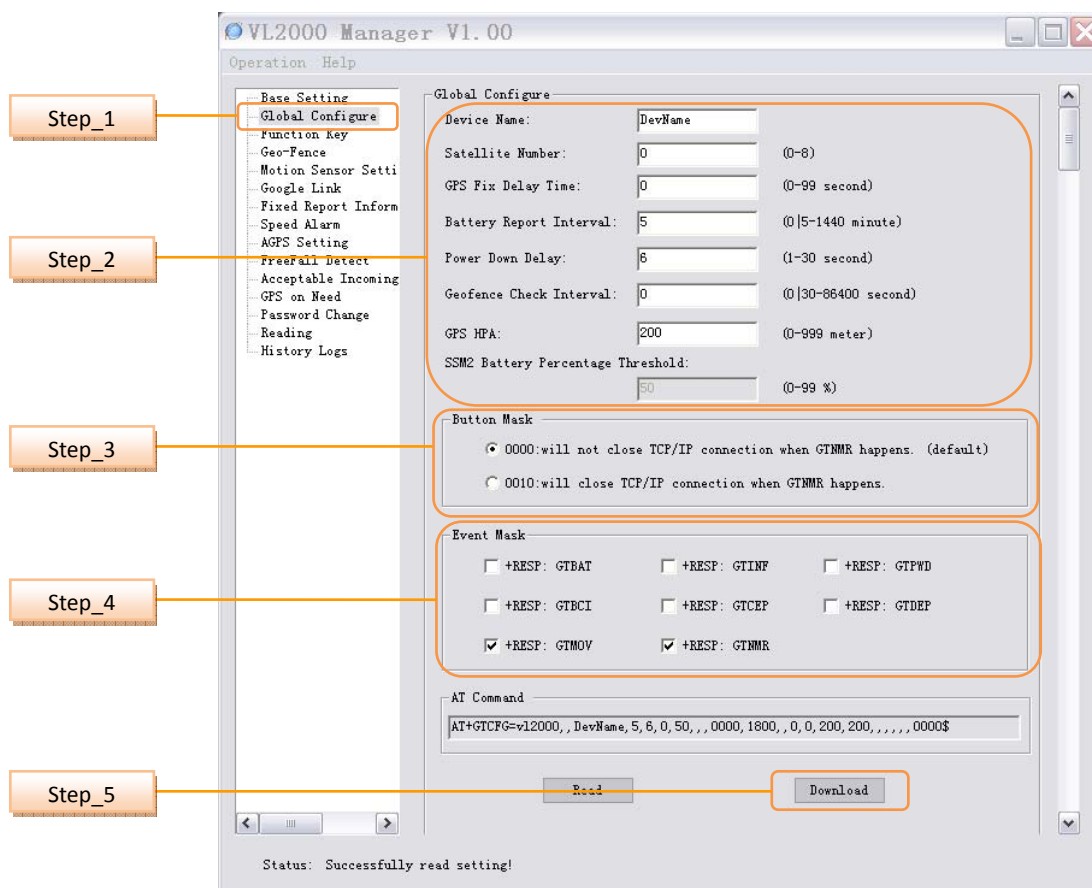 VL2000 Manager V1.00
Operation Help
Step_1
Step_2
Step_3
Step_4
Step_5
Base Setting
Global Configure
Function Key
Geo-Fence
Motion Sensor Setti
Google Link
Fixed Report Inform
Speed Alarm
AGPS Setting
FreeFall Detect
Acceptable Incoming
GPS on Need
Password Change
Reading
History Logs
Global Configure
Device Name: DevName
Satellite Number: 0 (0-8)
GPS Fix Delay Time: 0 (0-99 second)
Battery Report Interval: 5 (0|5-1440 minute)
Power Down Delay: 6 (1-30 second)
Geofence Check Interval: 0 (0|30-86400 second)
GPS HPA: 200 (0-999 meter)
SSM2 Battery Percentage Threshold:
50 (0-99 %)
Button Mask
0000:will not close TCP/IP connection when GTNMR happens. (default)
0010:will close TCP/IP connection when GTNMR happens.
Event Mask
+RESP: GTBAT +RESP: GTINF +RESP: GTPWD
+RESP: GTBCI +RESP: GTCEP +RESP: GTDEP
+RESP: GTMOV +RESP: GTNMR
AT Command
AT+GTCFG=vl2000,,DevName,5,6,0,50,,,0000,1800,,0,0,200,200,,,,,,0000$
Read Download
Status: Successfully read setting!